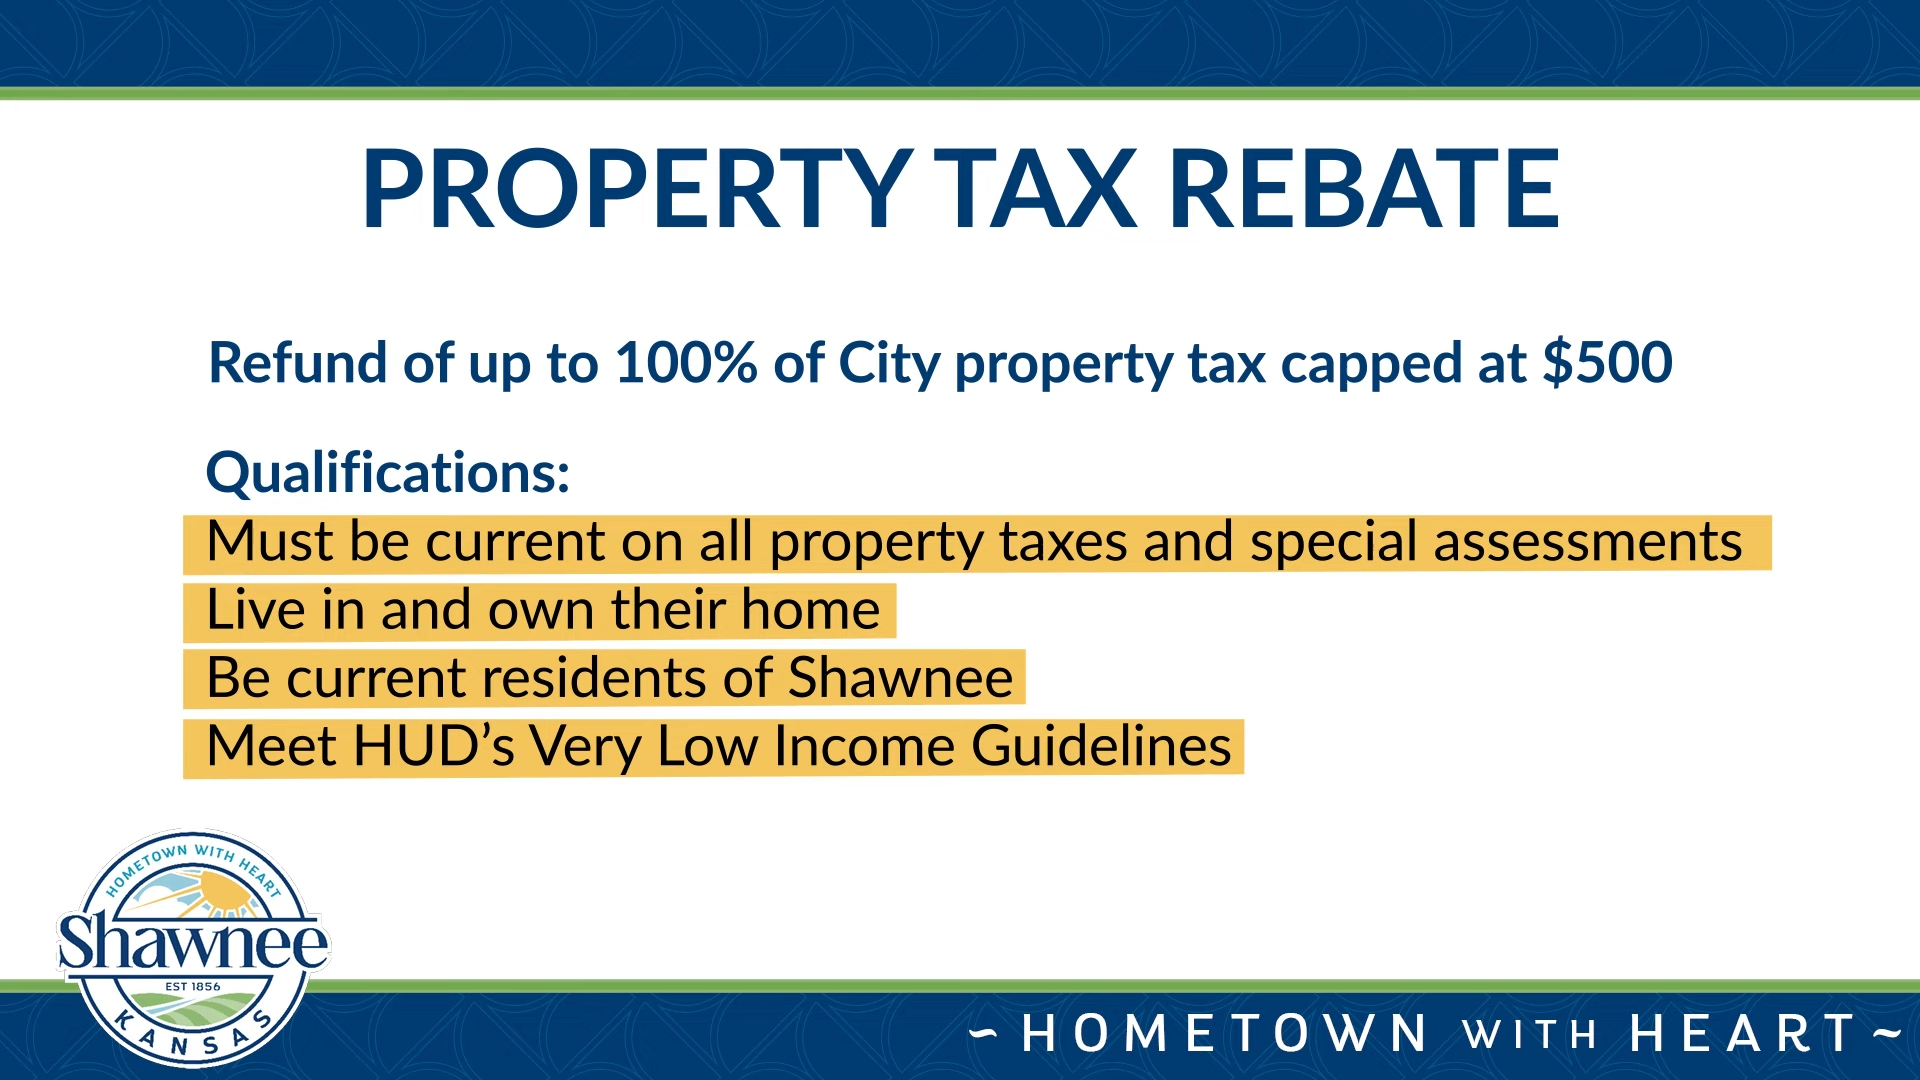 PROPERTY TAX REBATE
Refund of up to 100% of City property tax capped at $500
Qualifications:
Must be current on all property taxes and special assessments
Live in and own their home
Be current residents of Shawnee
Meet HUD’s Very Low Income Guidelines
HOMETOWN WITH HEART
Shawnee
EST 1856
KANSAS
~ HOMETOWN WITH HEART ~